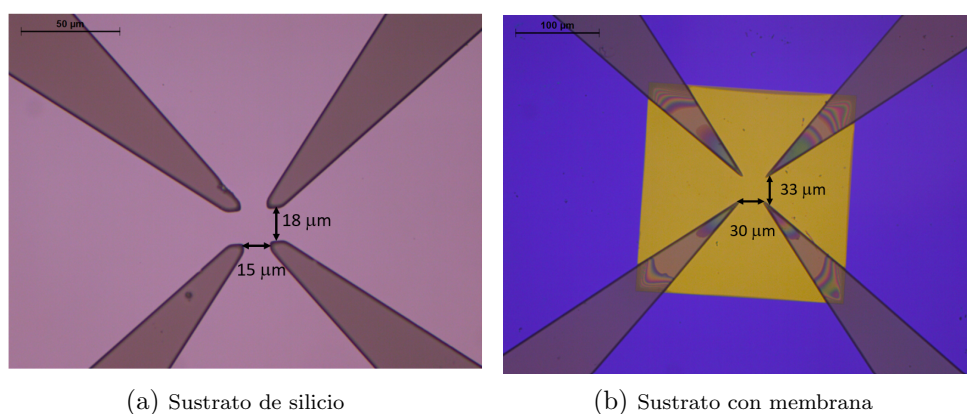 50 µm
18 µm
15 µm
100 µm
33 µm
30 µm
(a) Sustrato de silicio
(b) Sustrato con membrana